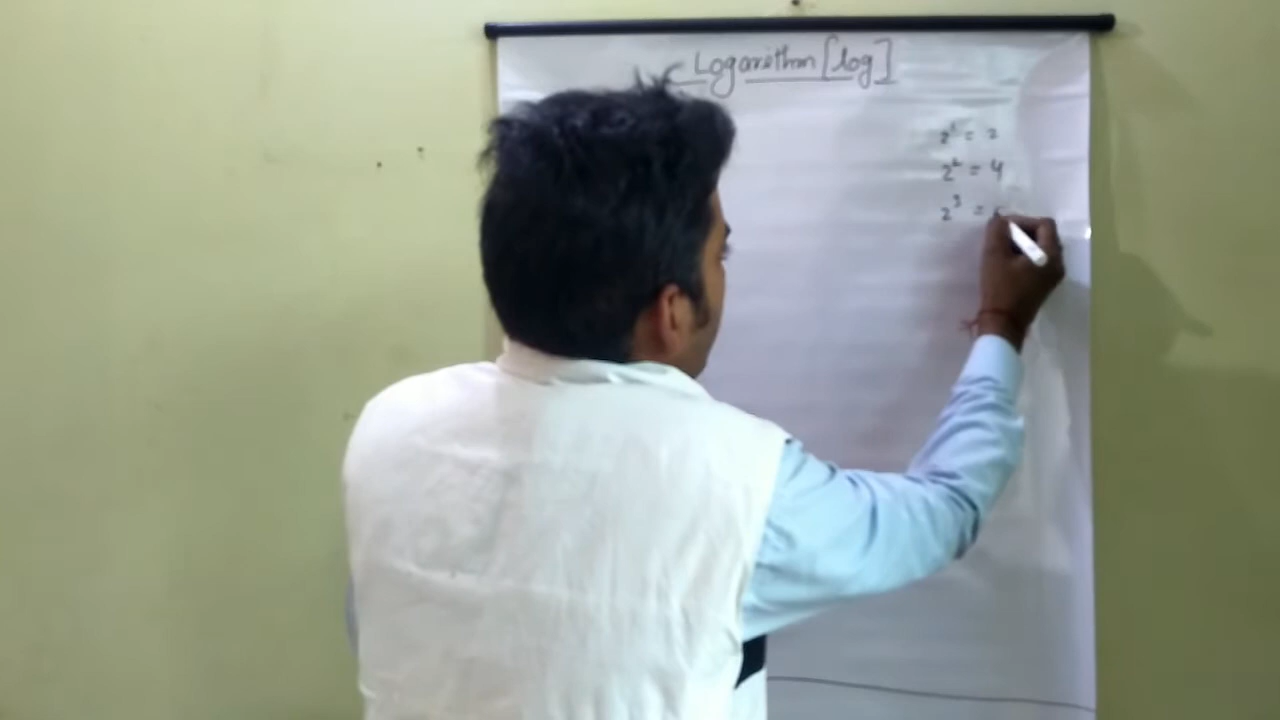 Logarithm [log]
2¹ = 2
2² = 4
2³ =